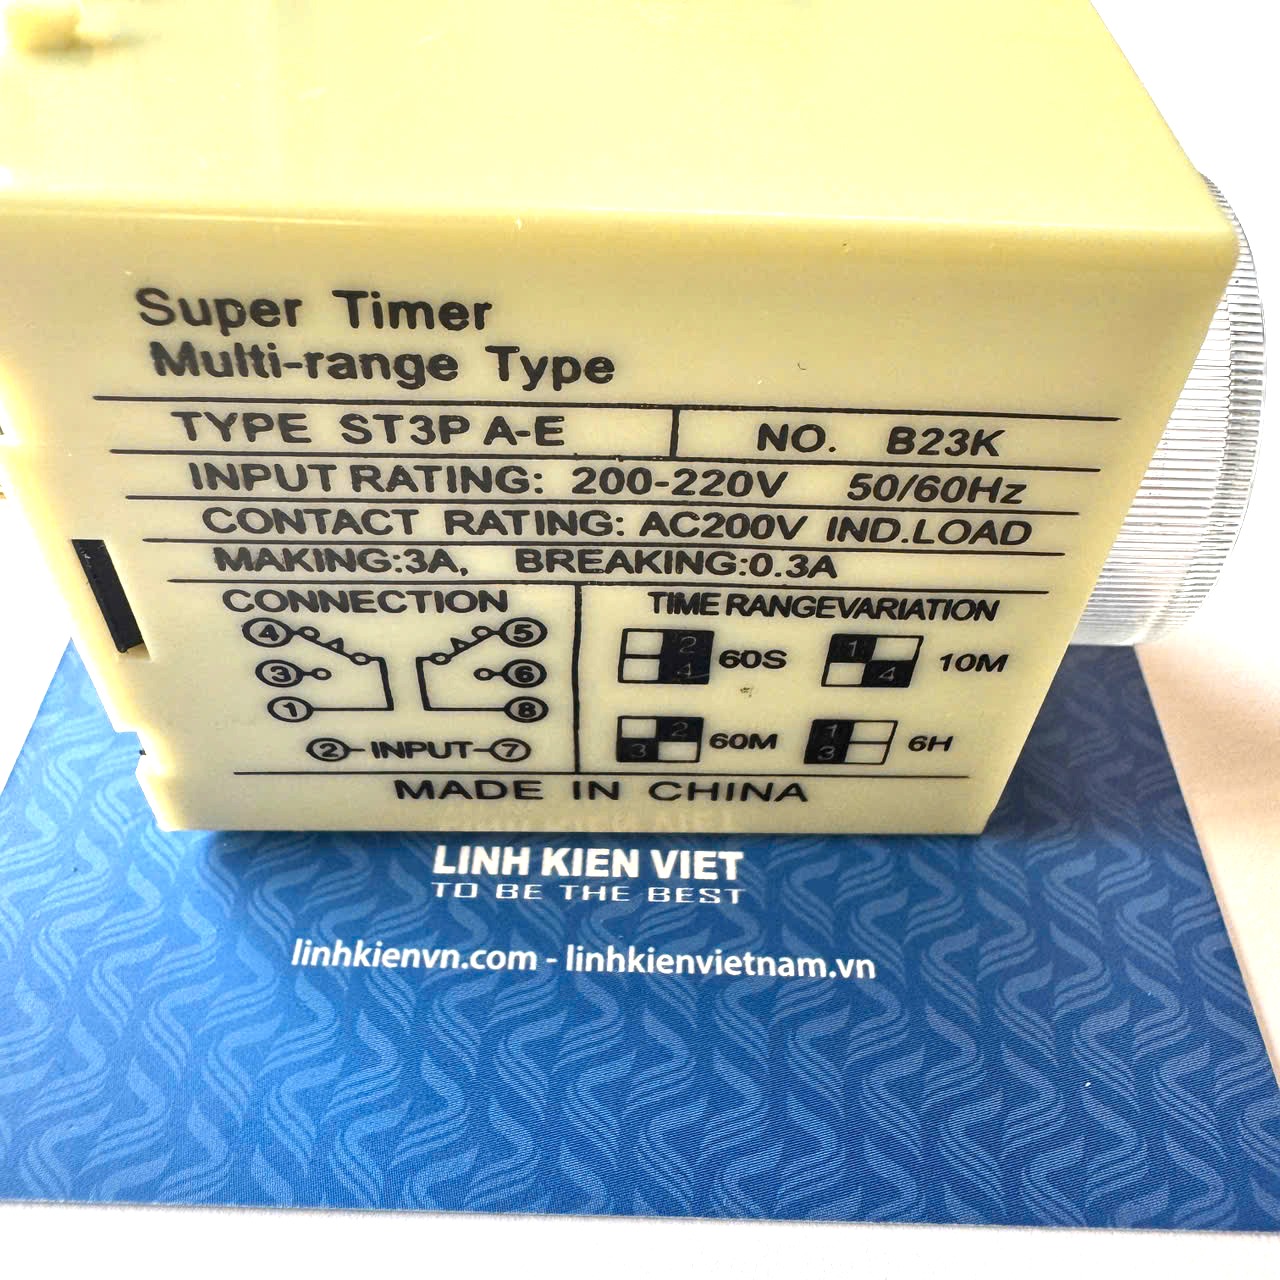 Super Timer
Multi-range Type
TYPE ST3P A-E NO. B23K
INPUT RATING: 200-220V 50/60Hz
CONTACT RATING: AC200V IND.LOAD
MAKING:3A, BREAKING:0.3A
CONNECTION TIME RANGEVARIATION
4 5
3 6
1 8
2 INPUT 7
2 4 60S 1 4 10M
2 3 60M 1 3 6H
MADE IN CHINA
LINH KIEN VIET
TO BE THE BEST
linhkienvn.com - linhkienvietnam.vn